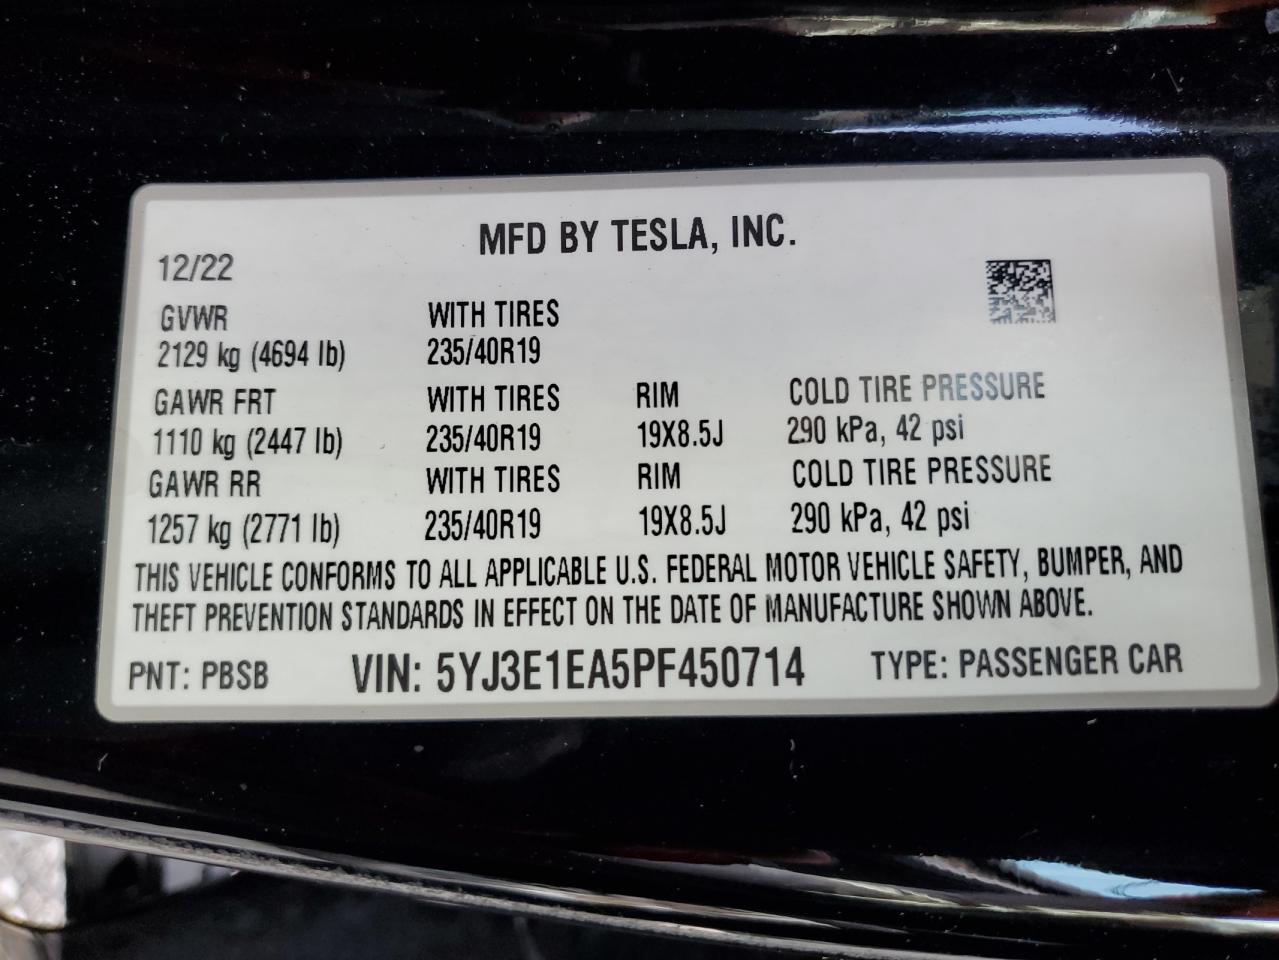 MFD BY TESLA, INC.
12/22
GVWR WITH TIRES
2129 kg (4694 lb) 235/40R19
GAWR FRT WITH TIRES RIM COLD TIRE PRESSURE
1110 kg (2447 lb) 235/40R19 19X8.5J 290 kPa, 42 psi
GAWR RR WITH TIRES RIM COLD TIRE PRESSURE
1257 kg (2771 lb) 235/40R19 19X8.5J 290 kPa, 42 psi
THIS VEHICLE CONFORMS TO ALL APPLICABLE U.S. FEDERAL MOTOR VEHICLE SAFETY, BUMPER, AND
THEFT PREVENTION STANDARDS IN EFFECT ON THE DATE OF MANUFACTURE SHOWN ABOVE.
PNT: PBSB VIN: 5YJ3E1EA5PF450714 TYPE: PASSENGER CAR